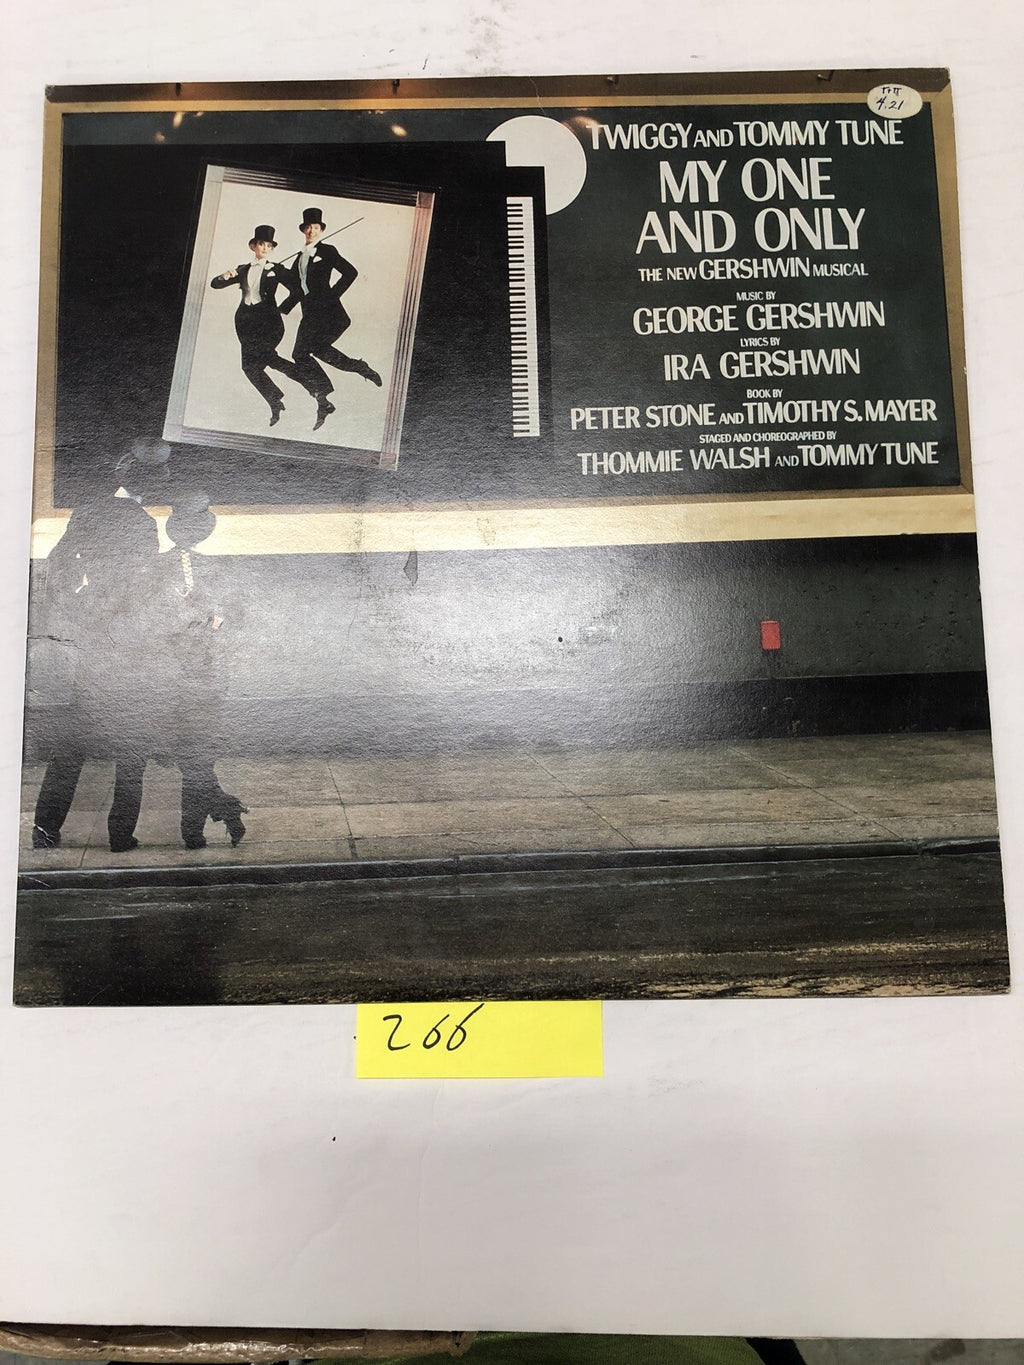 4.21
TWIGGY AND TOMMY TUNE
MY ONE
AND ONLY
THE NEW GERSHWIN MUSICAL
MUSIC BY
GEORGE GERSHWIN
LYRICS BY
IRA GERSHWIN
BOOK BY
PETER STONE AND TIMOTHY S. MAYER
STAGED AND CHOREOGRAPHED BY
THOMMIE WALSH AND TOMMY TUNE
266